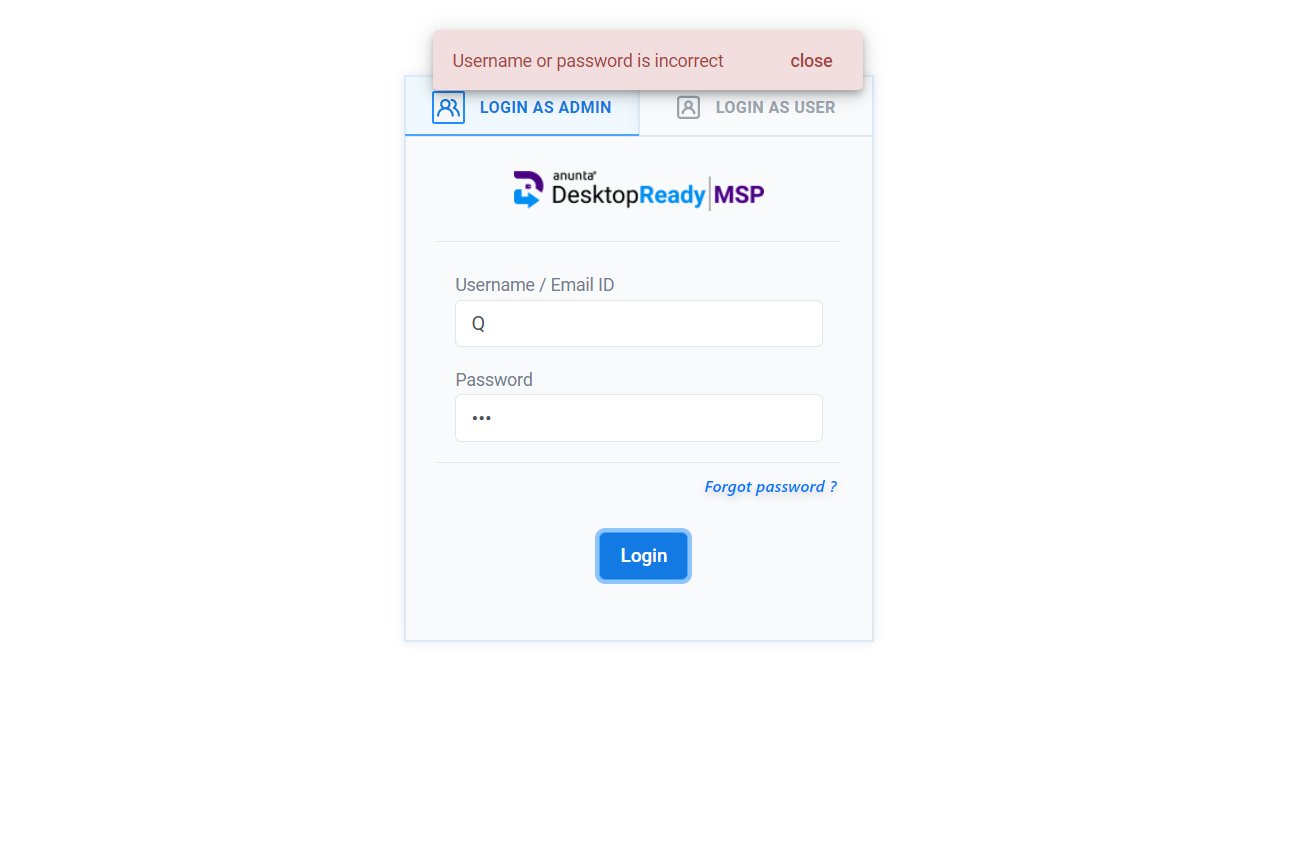 Username or password is incorrect close
LOGIN AS ADMIN LOGIN AS USER
anunta®
DesktopReady|MSP
Username / Email ID
Q
Password
•••
Forgot password ?
Login